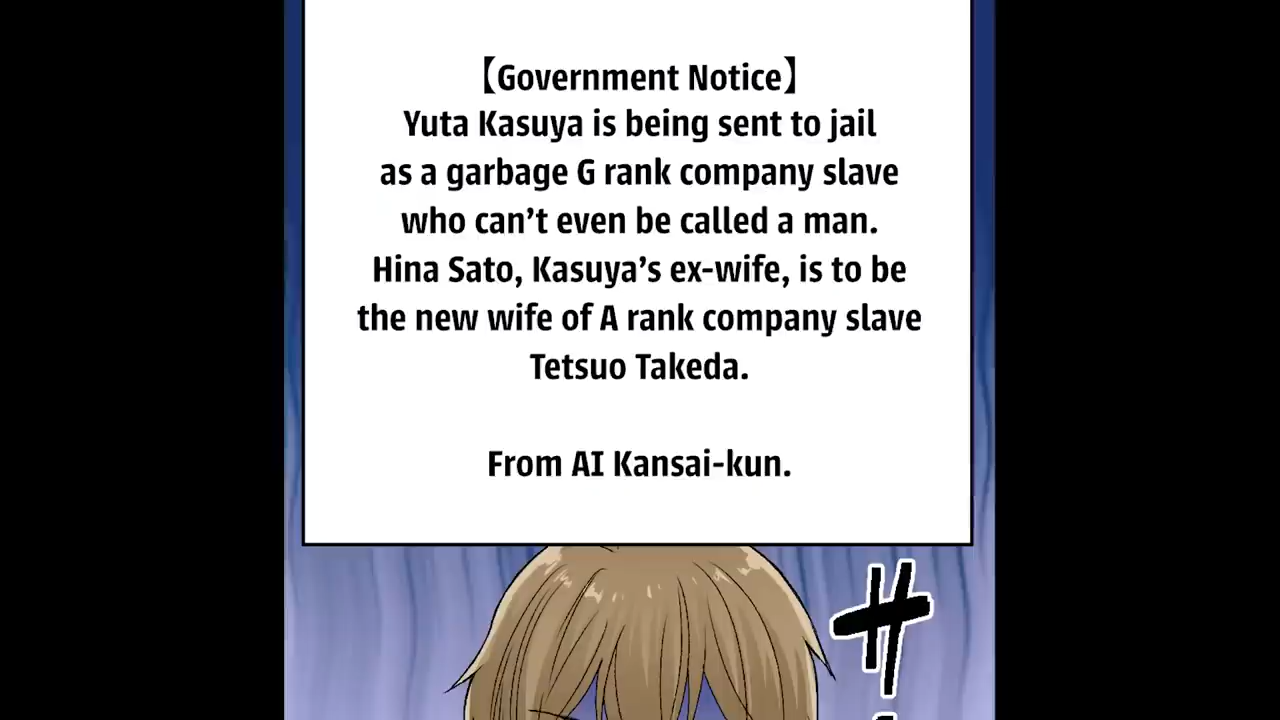 【Government Notice】
Yuta Kasuya is being sent to jail
as a garbage G rank company slave
who can't even be called a man.
Hina Sato, Kasuya's ex-wife, is to be
the new wife of A rank company slave
Tetsuo Takeda.
From AI Kansai-kun.
サ